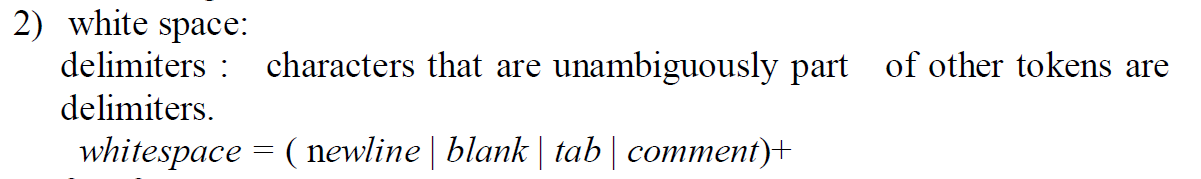 2) white space:
delimiters : characters that are unambiguously part of other tokens are
delimiters.
whitespace = ( newline | blank | tab | comment)+